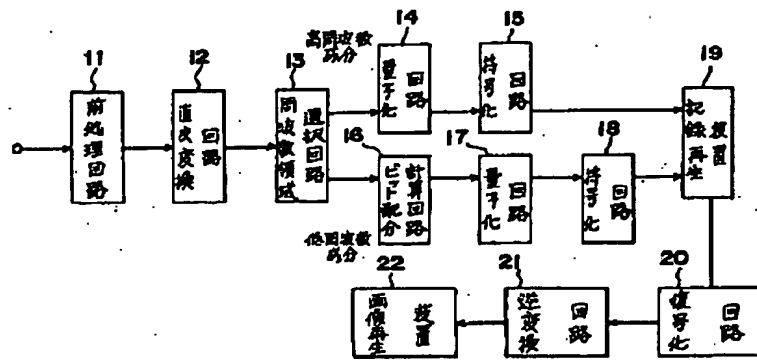 11
前処理回路
12
直交変換
回路
13
周波数領域
選択回路
高周波数
成分
14
量子化
回路
15
符号化
回路
低周波数
成分
16
ビット配分
計算回路
17
量子化
回路
18
符号化
回路
19
記録再生
装置
20
復号化
回路
21
逆変換
回路
22
画像再生
装置